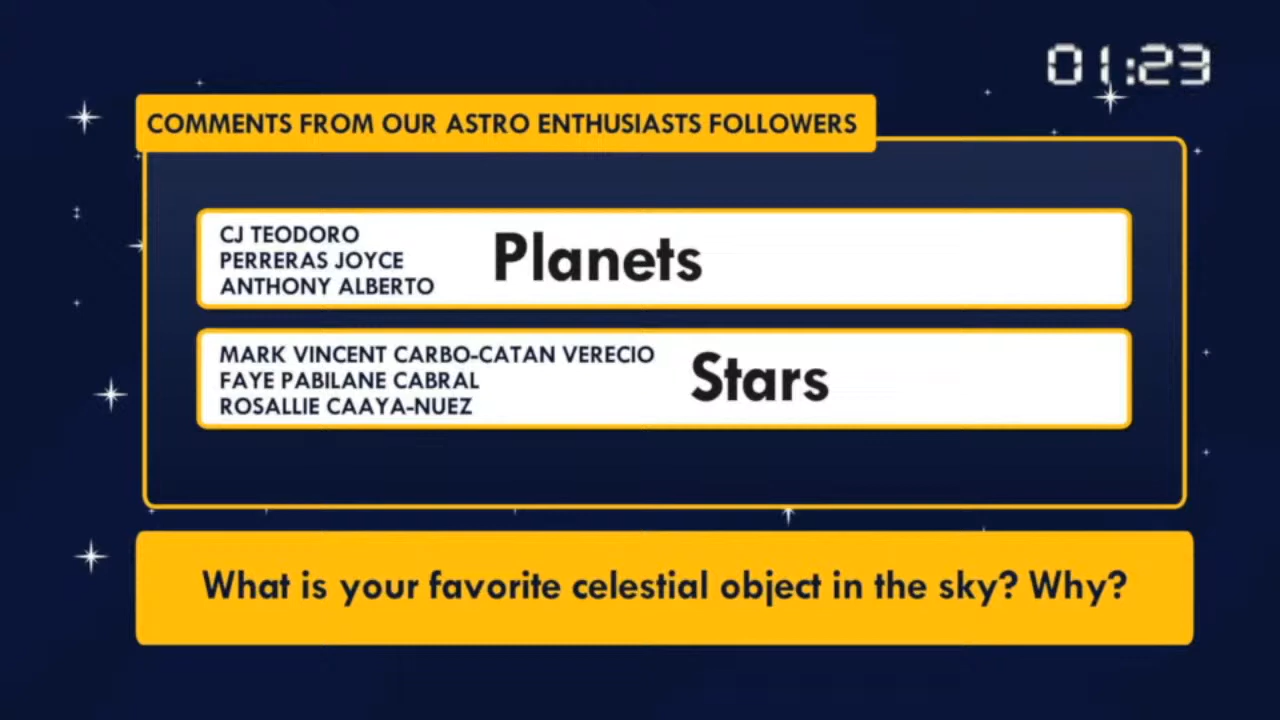 01:23
COMMENTS FROM OUR ASTRO ENTHUSIASTS FOLLOWERS
CJ TEODORO
PERRERAS JOYCE
ANTHONY ALBERTO
Planets
MARK VINCENT CARBO-CATAN VERECIO
FAYE PABILANE CABRAL
ROSALLIE CAAYA-NUEZ
Stars
What is your favorite celestial object in the sky? Why?